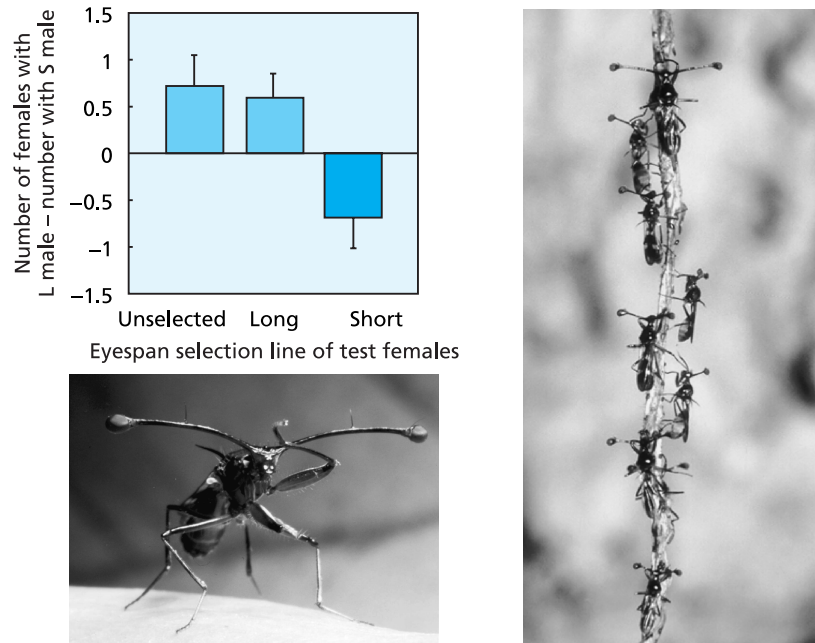 Number of females with
L male – number with S male
1.5
1
0.5
0
−0.5
−1
−1.5
Unselected Long Short
Eyespan selection line of test females